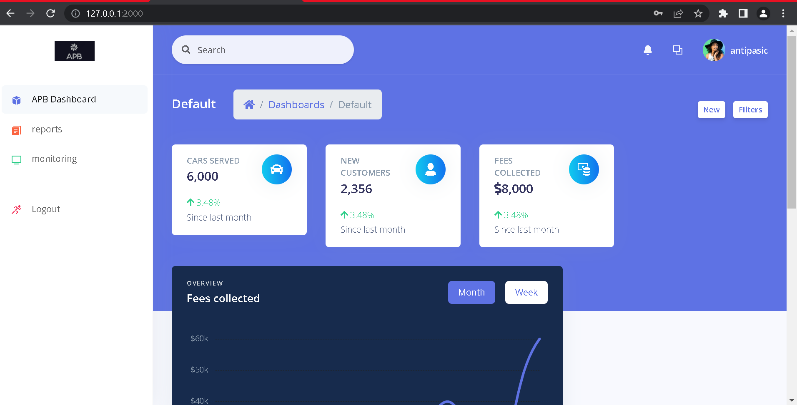 127.0.0.1:2000
APB
Search
antipasic
APB Dashboard
reports
monitoring
Logout
Default
/ Dashboards / Default
New
Filters
CARS SERVED
6,000
3.48%
Since last month
NEW
CUSTOMERS
2,356
3.48%
Since last month
FEES
COLLECTED
$8,000
3.48%
Since last month
OVERVIEW
Fees collected
Month
Week
$60k
$50k
$40k